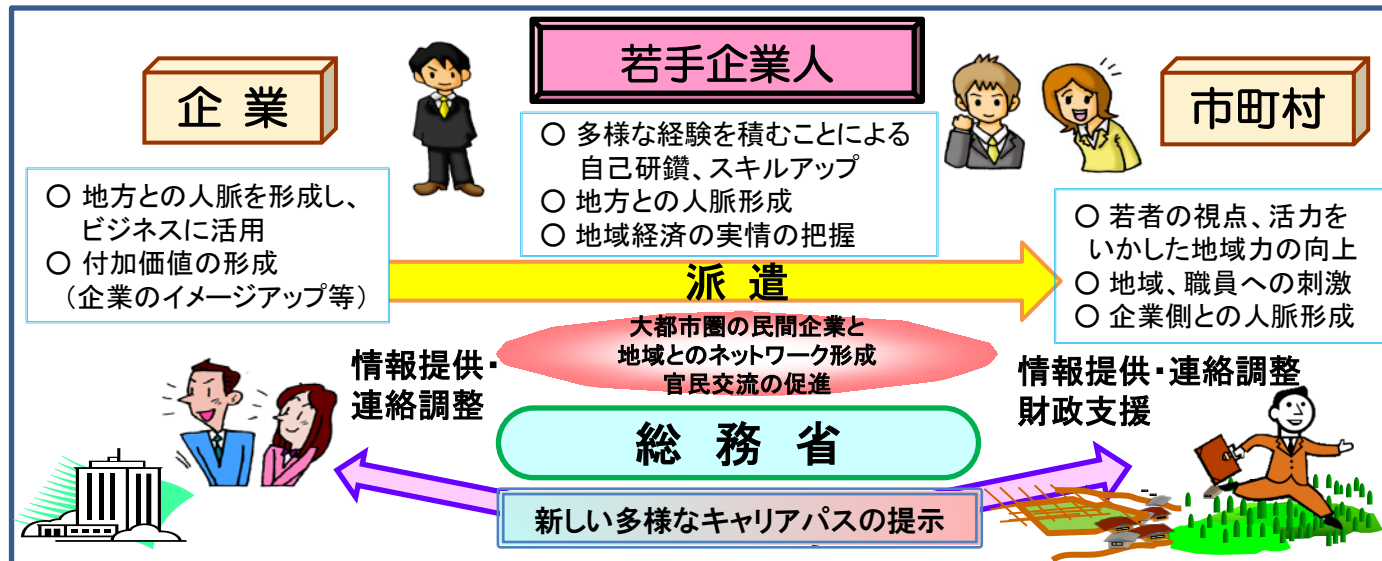 若手企業人
企 業
市町村
○ 多様な経験を積むことによる
自己研鑽、スキルアップ
○ 地方との人脈形成
○ 地域経済の実情の把握
○ 地方との人脈を形成し、
ビジネスに活用
○ 付加価値の形成
（企業のイメージアップ等）
○ 若者の視点、活力を
いかした地域力の向上
○ 地域、職員への刺激
○ 企業側との人脈形成
派 遣
大都市圏の民間企業と
地域とのネットワーク形成
官民交流の促進
情報提供・
連絡調整
情報提供・連絡調整
財政支援
総 務 省
新しい多様なキャリアパスの提示